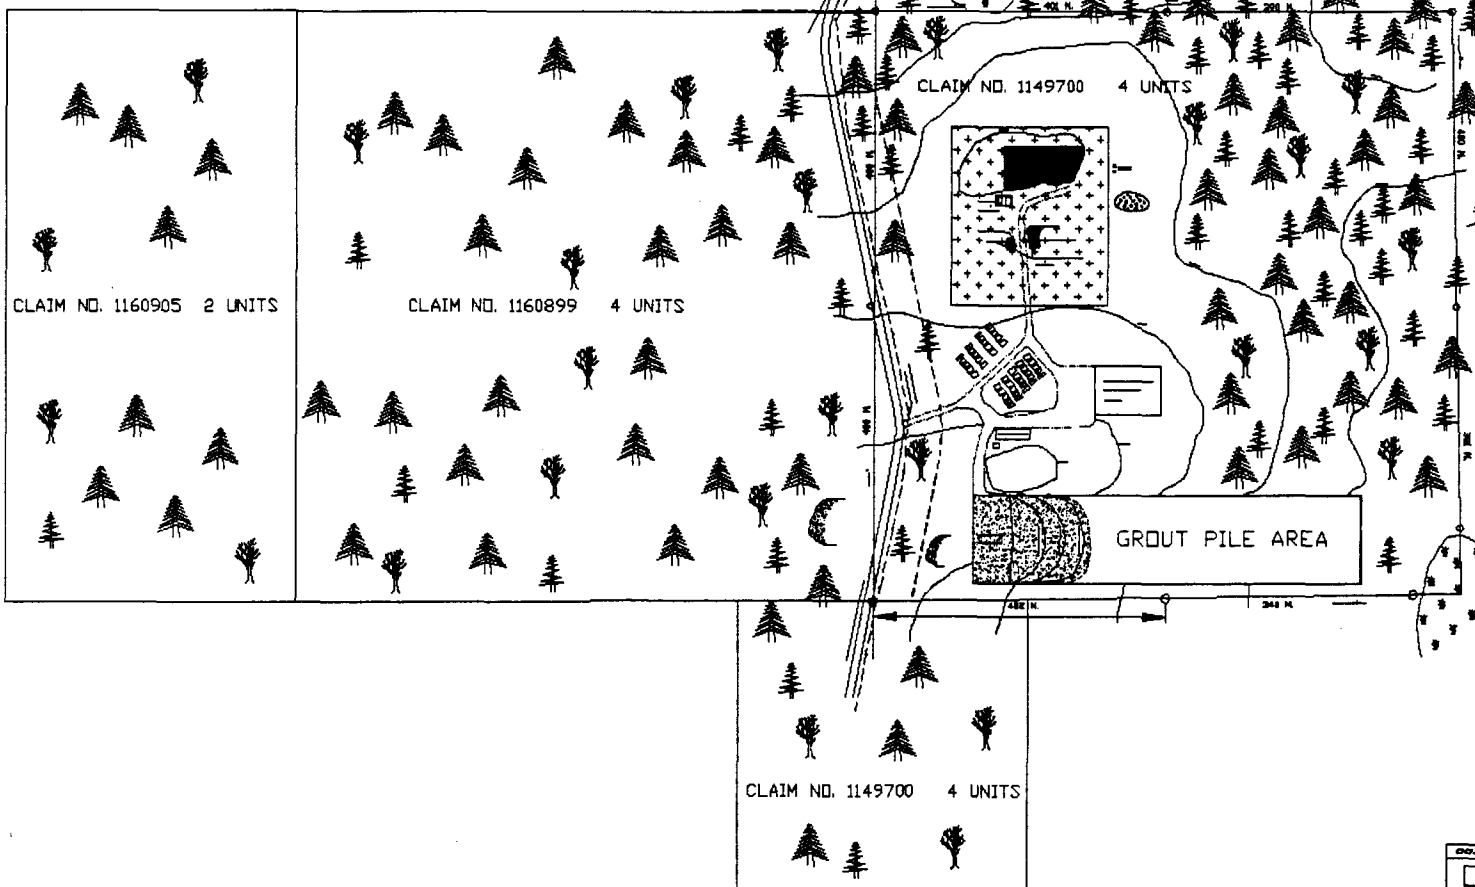 401 M.
CLAIM NO. 1149700 4 UNITS
CLAIM NO. 1160905 2 UNITS
CLAIM NO. 1160899 4 UNITS
GROUT PILE AREA
CLAIM NO. 1149700 4 UNITS